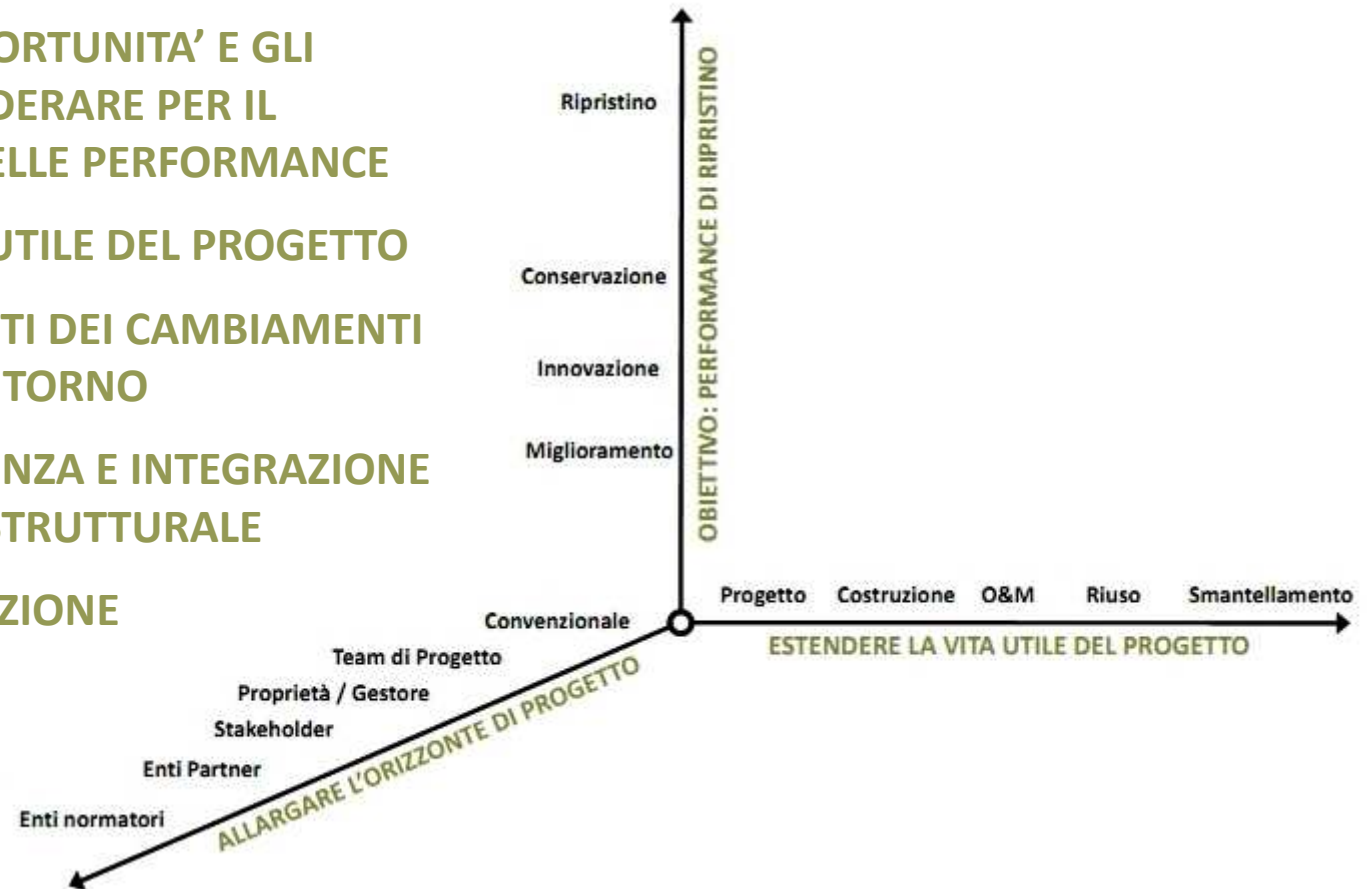 ORTUNITA’ E GLI
DERARE PER IL
ELLE PERFORMANCE
UTILE DEL PROGETTO
TI DEI CAMBIAMENTI
TORNO
NZA E INTEGRAZIONE
STRUTTURALE
ZIONE
Ripristino
Conservazione
Innovazione
Miglioramento
Convenzionale
OBIETTIVO: PERFORMANCE DI RIPRISTINO
Progetto Costruzione O&M Riuso Smantellamento
ESTENDERE LA VITA UTILE DEL PROGETTO
Team di Progetto
Proprietà / Gestore
Stakeholder
Enti Partner
Enti normatori
ALLARGARE L’ORIZZONTE DI PROGETTO